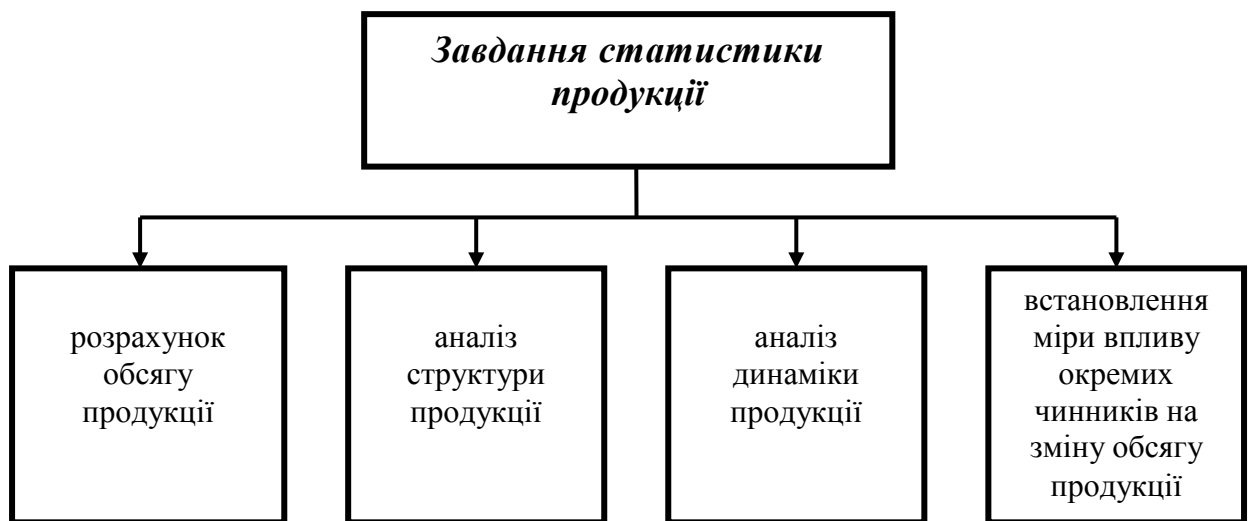 Завдання статистики
продукції
розрахунок
обсягу
продукції
аналіз
структури
продукції
аналіз
динаміки
продукції
встановлення
міри впливу
окремих
чинників на
зміну обсягу
продукції